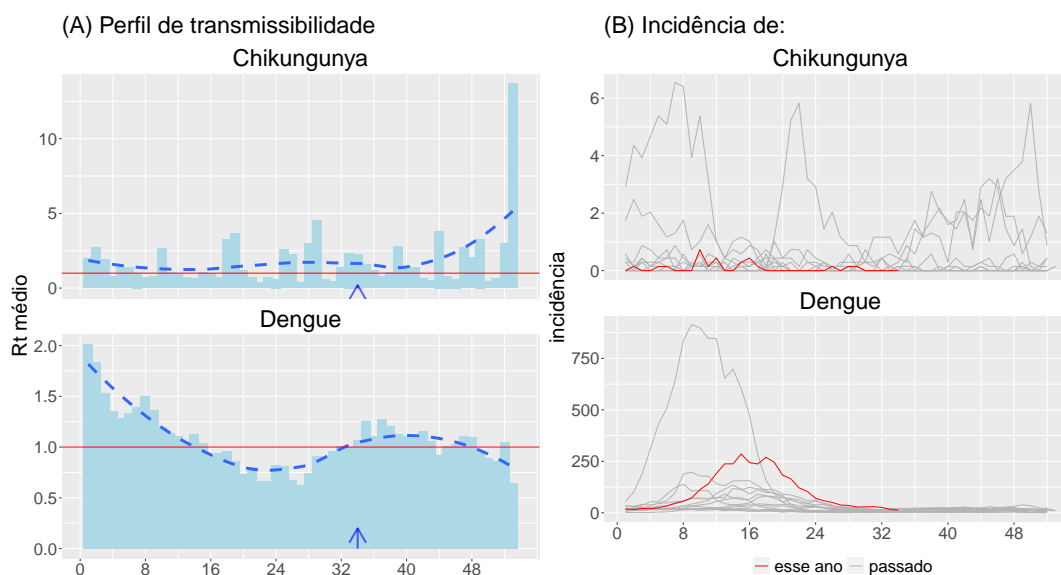 (A) Perfil de transmissibilidade
Chikungunya
10
5
0
Dengue
2.0
1.5
1.0
0.5
0.0
Rt médio
0 8 16 24 32 40 48
(B) Incidência de:
Chikungunya
6
4
2
0
Dengue
750
500
250
0
incidência
0 8 16 24 32 40 48
esse ano passado